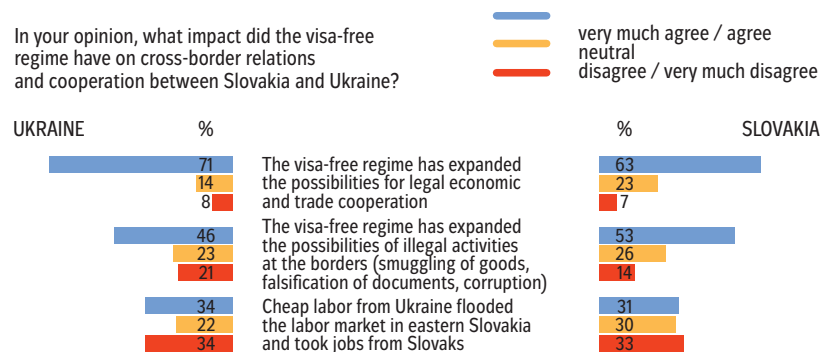 In your opinion, what impact did the visa-free
regime have on cross-border relations
and cooperation between Slovakia and Ukraine?
very much agree / agree
neutral
disagree / very much disagree
UKRAINE % % SLOVAKIA
71 The visa-free regime has expanded 63
14 the possibilities for legal economic 23
8 and trade cooperation 7
The visa-free regime has expanded
46 the possibilities of illegal activities 53
23 at the borders (smuggling of goods, 26
21 falsification of documents, corruption) 14
34 Cheap labor from Ukraine flooded 31
22 the labor market in eastern Slovakia 30
34 and took jobs from Slovaks 33